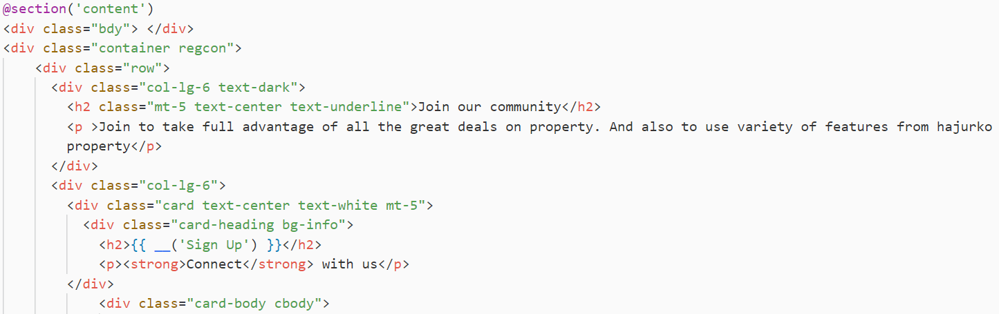 @section('content')
<div class="bdy"> </div>
<div class="container regcon">
<div class="row">
<div class="col-lg-6 text-dark">
<h2 class="mt-5 text-center text-underline">Join our community</h2>
<p >Join to take full advantage of all the great deals on property. And also to use variety of features from hajurko
property</p>
</div>
<div class="col-lg-6">
<div class="card text-center text-white mt-5">
<div class="card-heading bg-info">
<h2>{{ __('Sign Up') }}</h2>
<p><strong>Connect</strong> with us</p>
</div>
<div class="card-body cbody">